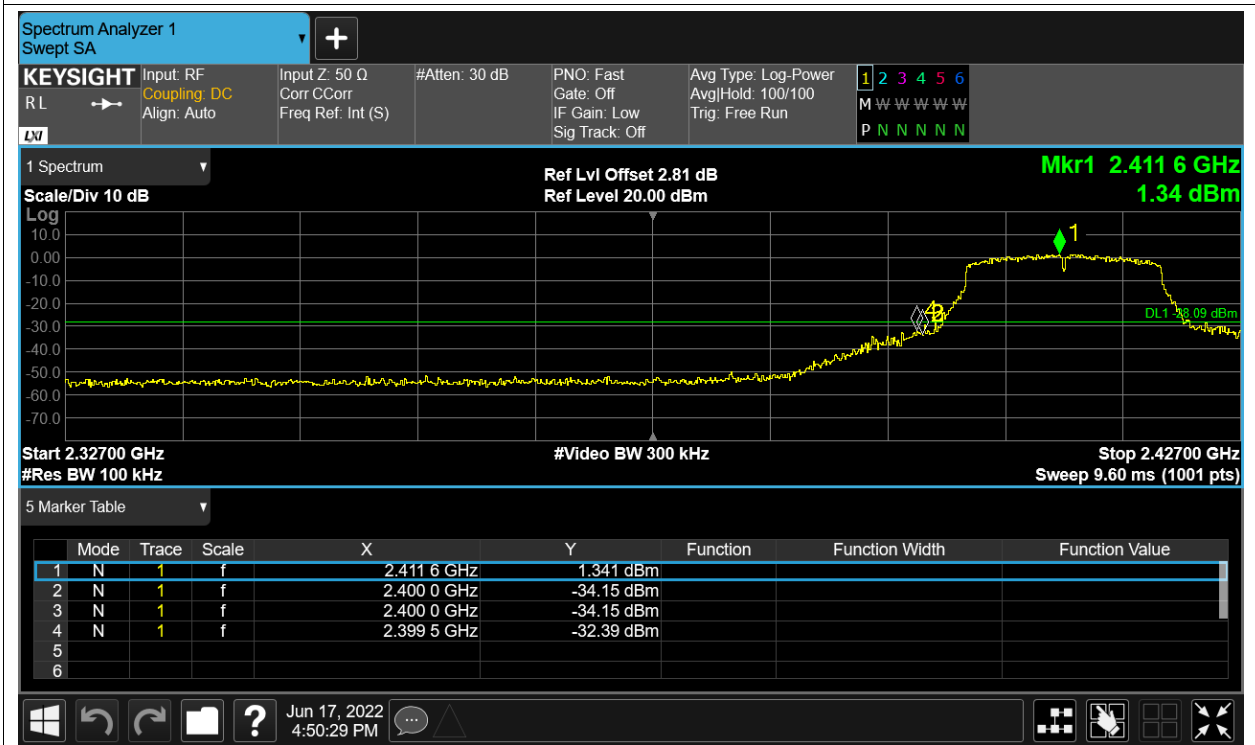 Spectrum Analyzer 1
Swept SA
+
KEYSIGHT Input: RF Input Z: 50 Ω #Atten: 30 dB PNO: Fast Avg Type: Log-Power 1 2 3 4 5 6
R L Coupling: DC Corr CCorr Gate: Off Avg|Hold: 100/100 M W W W W W
Align: Auto Freq Ref: Int (S) IF Gain: Low Trig: Free Run
LXI Sig Track: Off P N N N N N
1 Spectrum Ref Lvl Offset 2.81 dB Mkr1 2.411 6 GHz
Scale/Div 10 dB Ref Level 20.00 dBm 1.34 dBm
Log
10.0
1
0.00
-10.0
-20.0
DL1 -28.09 dBm
-30.0
-40.0
-50.0
-60.0
-70.0
Start 2.32700 GHz #Video BW 300 kHz Stop 2.42700 GHz
#Res BW 100 kHz Sweep 9.60 ms (1001 pts)
5 Marker Table
Mode Trace Scale X Y Function Function Width Function Value
1 N 1 f 2.411 6 GHz 1.341 dBm
2 N 1 f 2.400 0 GHz -34.15 dBm
3 N 1 f 2.400 0 GHz -34.15 dBm
4 N 1 f 2.399 5 GHz -32.39 dBm
5
6
? Jun 17, 2022
4:50:29 PM